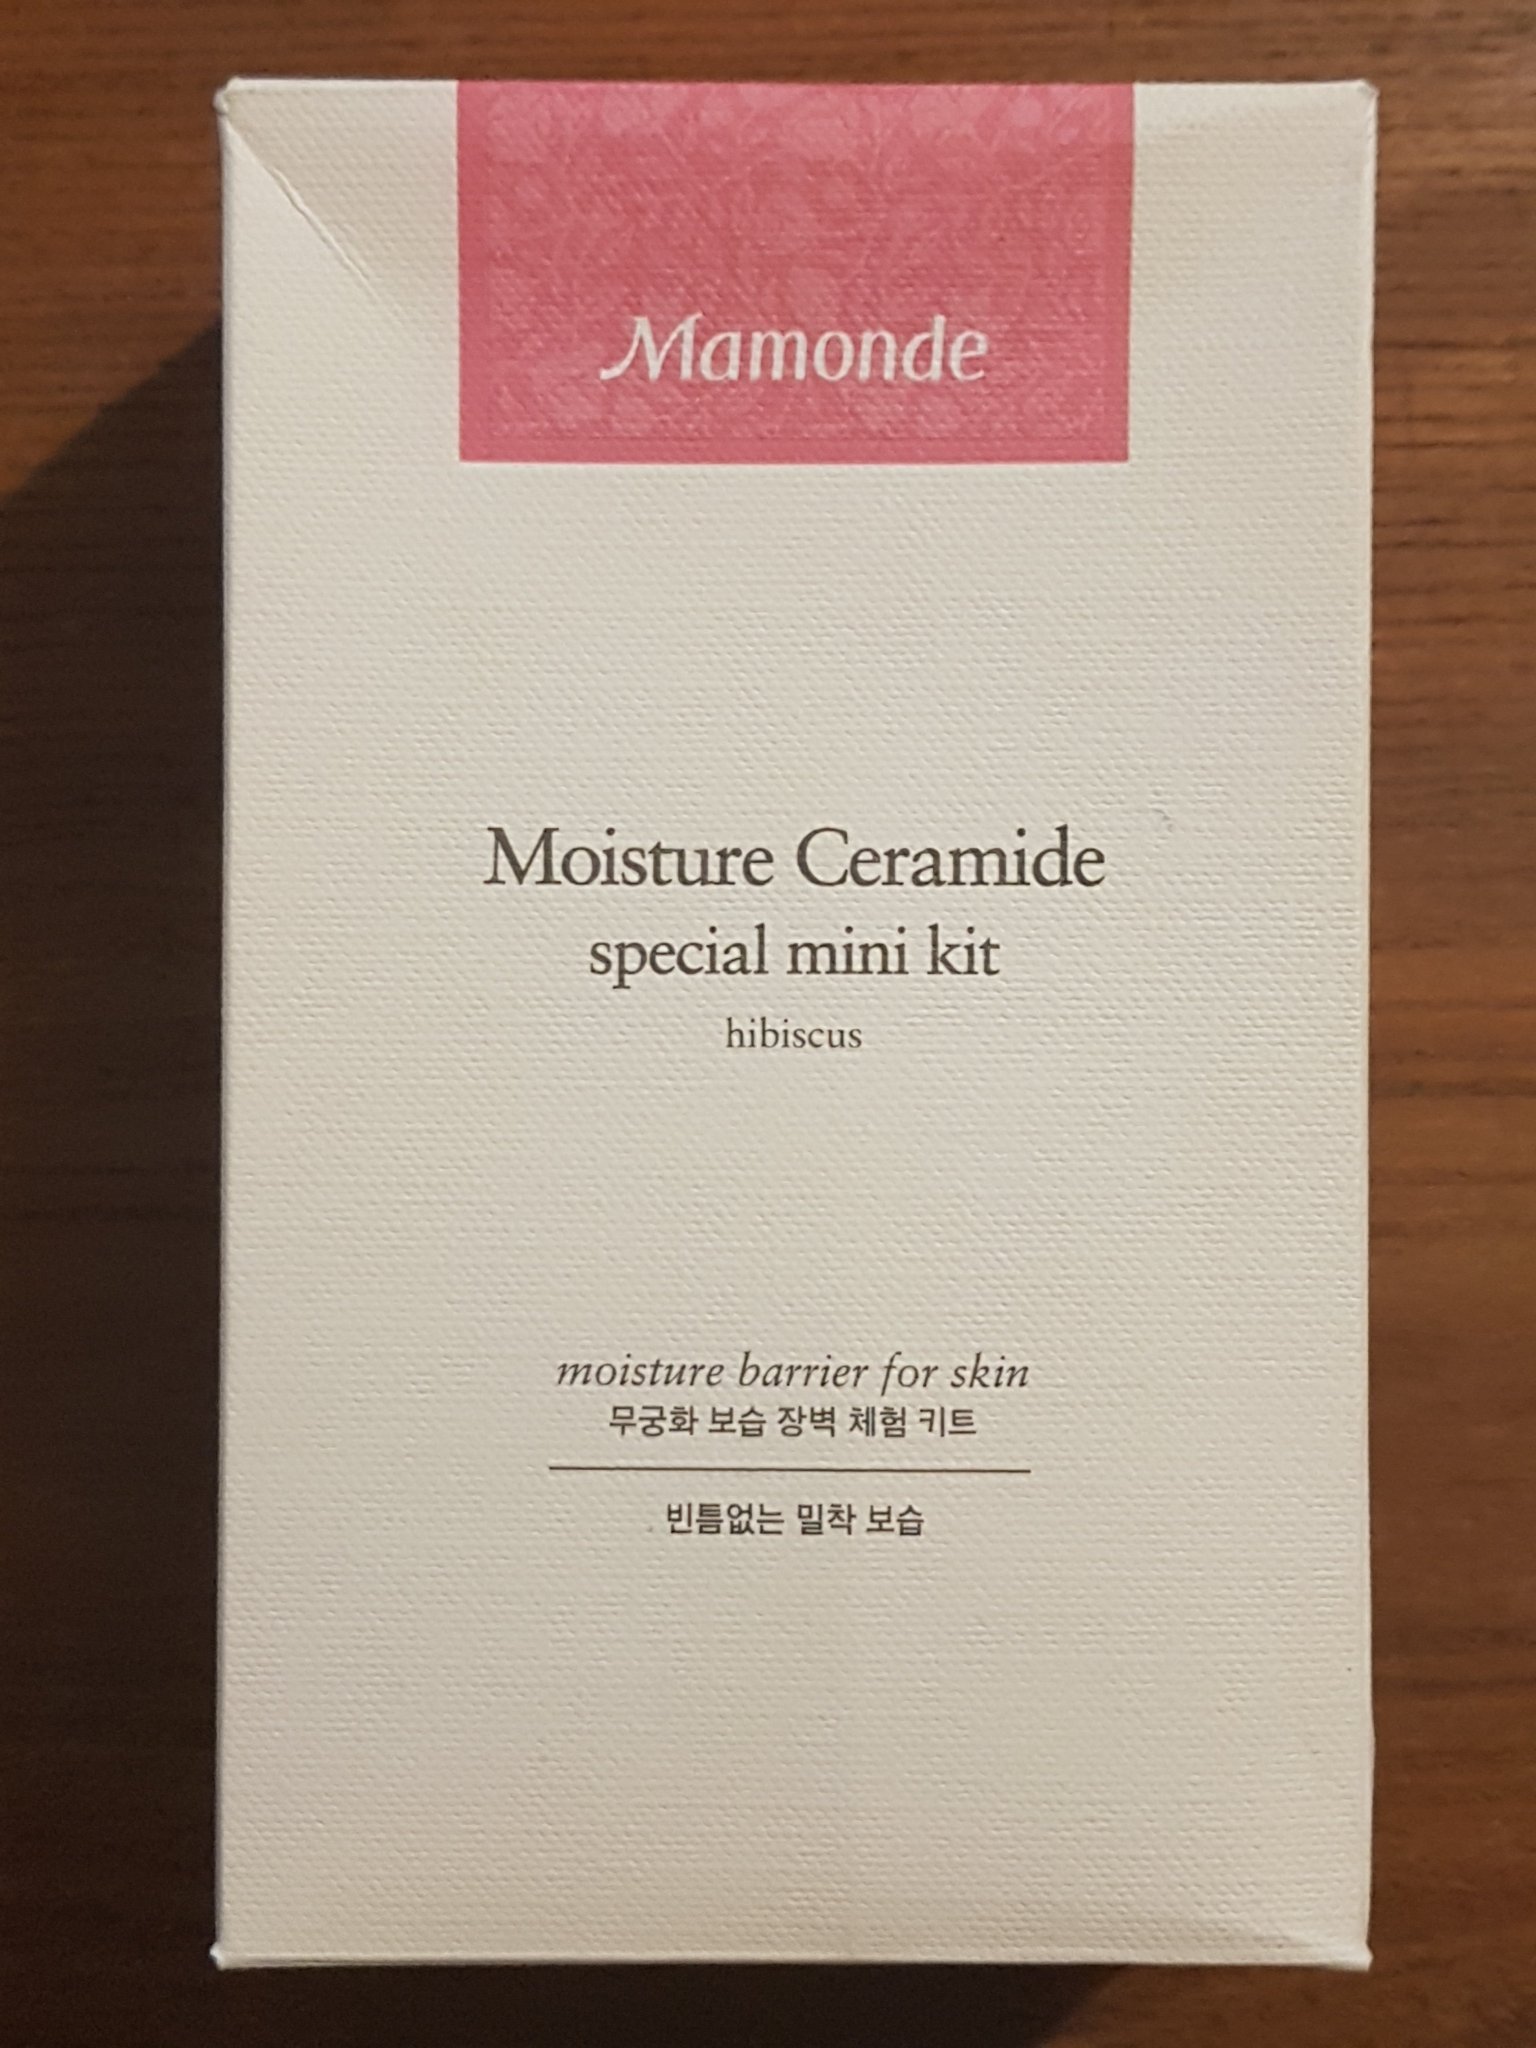 Mamonde
Moisture Ceramide
special mini kit
hibiscus
moisture barrier for skin
무궁화 보습 장벽 체험 키트
빈틈없는 밀착 보습